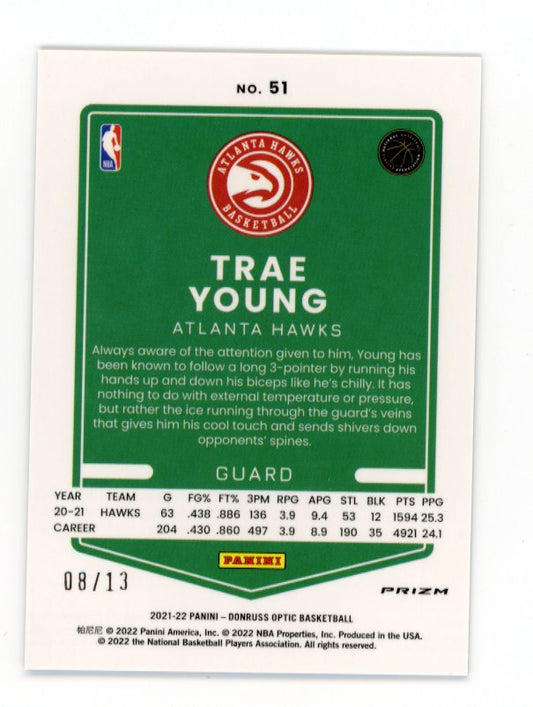 NO. 51
NBA
ATLANTA HAWKS
BASKETBALL
TRAE
YOUNG
ATLANTA HAWKS
Always aware of the attention given to him, Young has
been known to follow a long 3-pointer by running his
hands up and down his biceps like he's chilly. It has
nothing to do with external temperature or pressure,
but rather the ice running through the guard's veins
that gives him his cool touch and sends shivers down
opponents' spines.
GUARD
YEAR TEAM G FG% FT% 3PM RPG APG STL BLK PTS PPG
20-21 HAWKS 63 .438 .886 136 3.9 9.4 53 12 1594 25.3
CAREER 204 .430 .860 497 3.9 8.9 190 35 4921 24.1
PANINI
08/13
PRIZM
2021-22 PANINI – DONRUSS OPTIC BASKETBALL
帕尼尼 © 2022 Panini America, Inc. © 2022 NBA Properties, Inc. Produced in the USA.
© 2022 the National Basketball Players Association. All rights reserved.